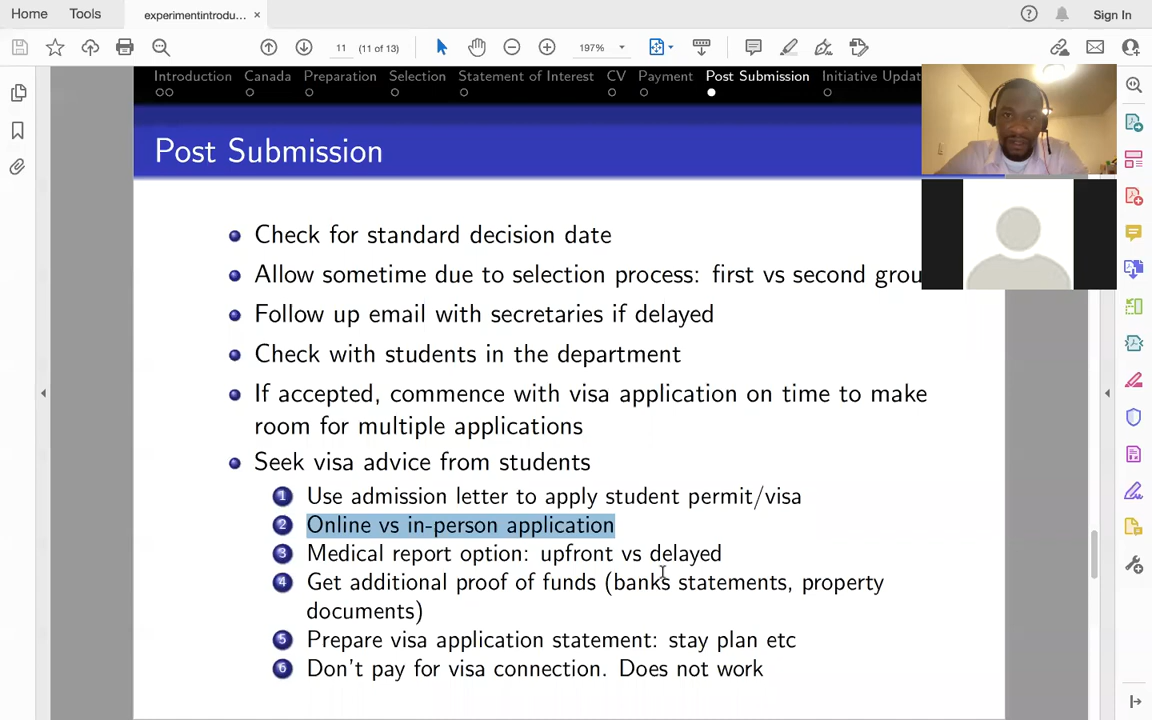 Home Tools experimentintrodu... × Sign In
11 (11 of 13) 197%
Introduction Canada Preparation Selection Statement of Interest CV Payment Post Submission Initiative Updat
Post Submission
Check for standard decision date
Allow sometime due to selection process: first vs second grou
Follow up email with secretaries if delayed
Check with students in the department
If accepted, commence with visa application on time to make
room for multiple applications
Seek visa advice from students
1 Use admission letter to apply student permit/visa
2 Online vs in-person application
3 Medical report option: upfront vs delayed
4 Get additional proof of funds (banks statements, property
documents)
5 Prepare visa application statement: stay plan etc
6 Don't pay for visa connection. Does not work